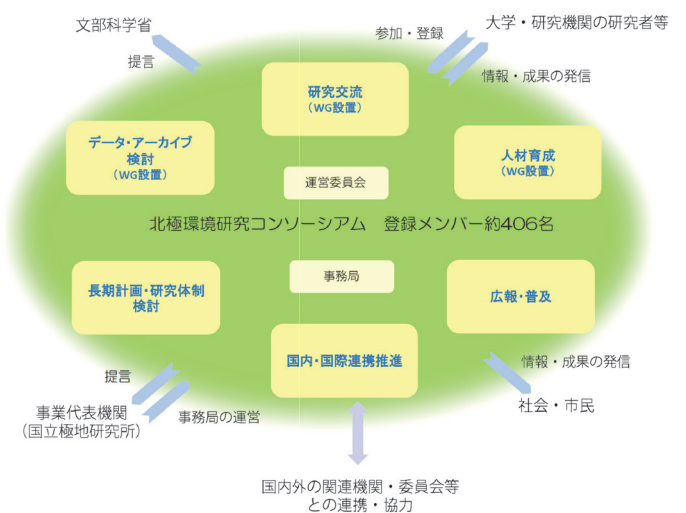 文部科学省
提言
参加・登録
大学・研究機関の研究者等
情報・成果の発信
研究交流
(WG設置)
データ・アーカイブ
検討
(WG設置)
人材育成
(WG設置)
運営委員会
北極環境研究コンソーシアム 登録メンバー約406名
事務局
長期計画・研究体制
検討
広報・普及
国内・国際連携推進
提言
事業代表機関
(国立極地研究所)
事務局の運営
情報・成果の発信
社会・市民
国内外の関連機関・委員会等
との連携・協力